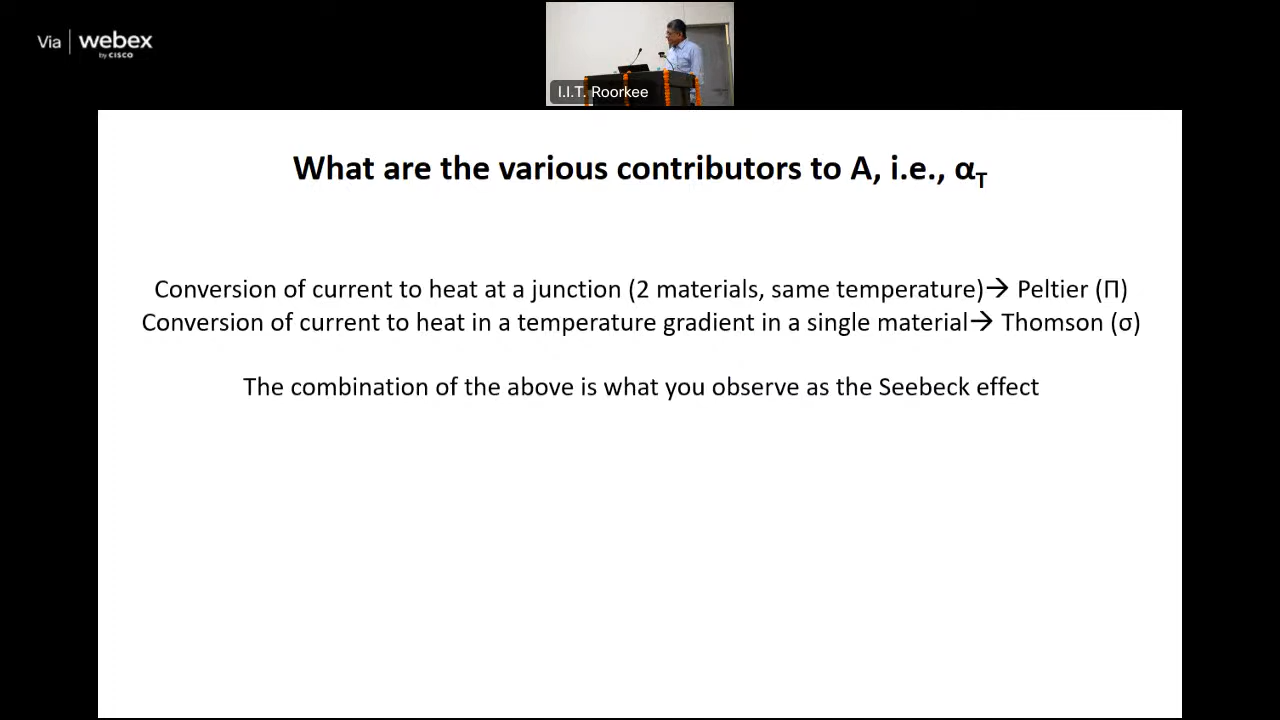 Via webex
by CISCO
I.I.T. Roorkee
What are the various contributors to A, i.e., αT
Conversion of current to heat at a junction (2 materials, same temperature)→ Peltier (Π)
Conversion of current to heat in a temperature gradient in a single material→ Thomson (σ)
The combination of the above is what you observe as the Seebeck effect